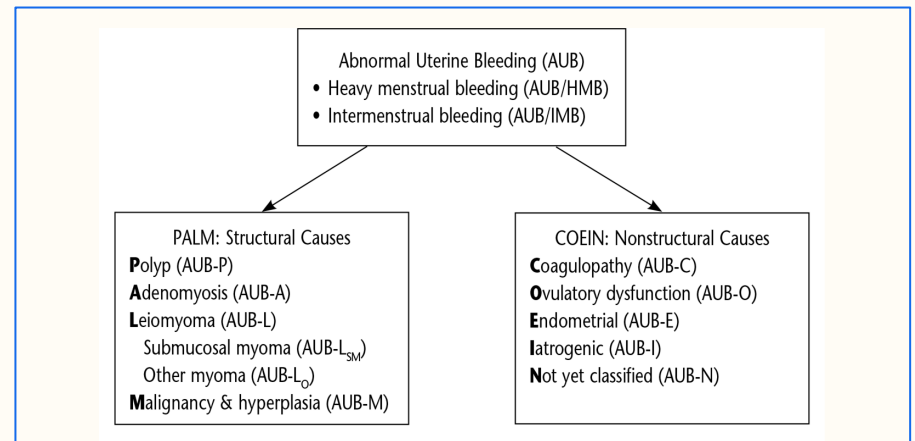 Abnormal Uterine Bleeding (AUB)
• Heavy menstrual bleeding (AUB/HMB)
• Intermenstrual bleeding (AUB/IMB)
PALM: Structural Causes
Polyp (AUB-P)
Adenomyosis (AUB-A)
Leiomyoma (AUB-L)
Submucosal myoma (AUB-LSM)
Other myoma (AUB-LO)
Malignancy & hyperplasia (AUB-M)
COEIN: Nonstructural Causes
Coagulopathy (AUB-C)
Ovulatory dysfunction (AUB-O)
Endometrial (AUB-E)
Iatrogenic (AUB-I)
Not yet classified (AUB-N)